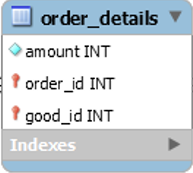 order_details
amount INT
order_id INT
good_id INT
Indexes